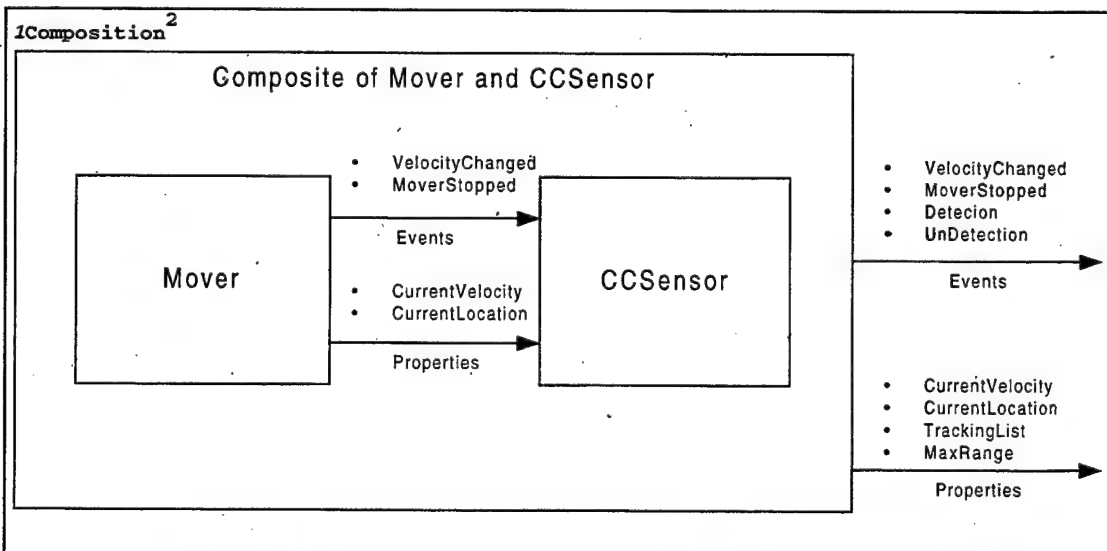 1Composition2
Composite of Mover and CCSensor
• VelocityChanged
• MoverStopped
Events
Mover
• CurrentVelocity
• CurrentLocation
Properties
CCSensor
• VelocityChanged
• MoverStopped
• Detecion
• UnDetection
Events
• CurrentVelocity
• CurrentLocation
• TrackingList
• MaxRange
Properties